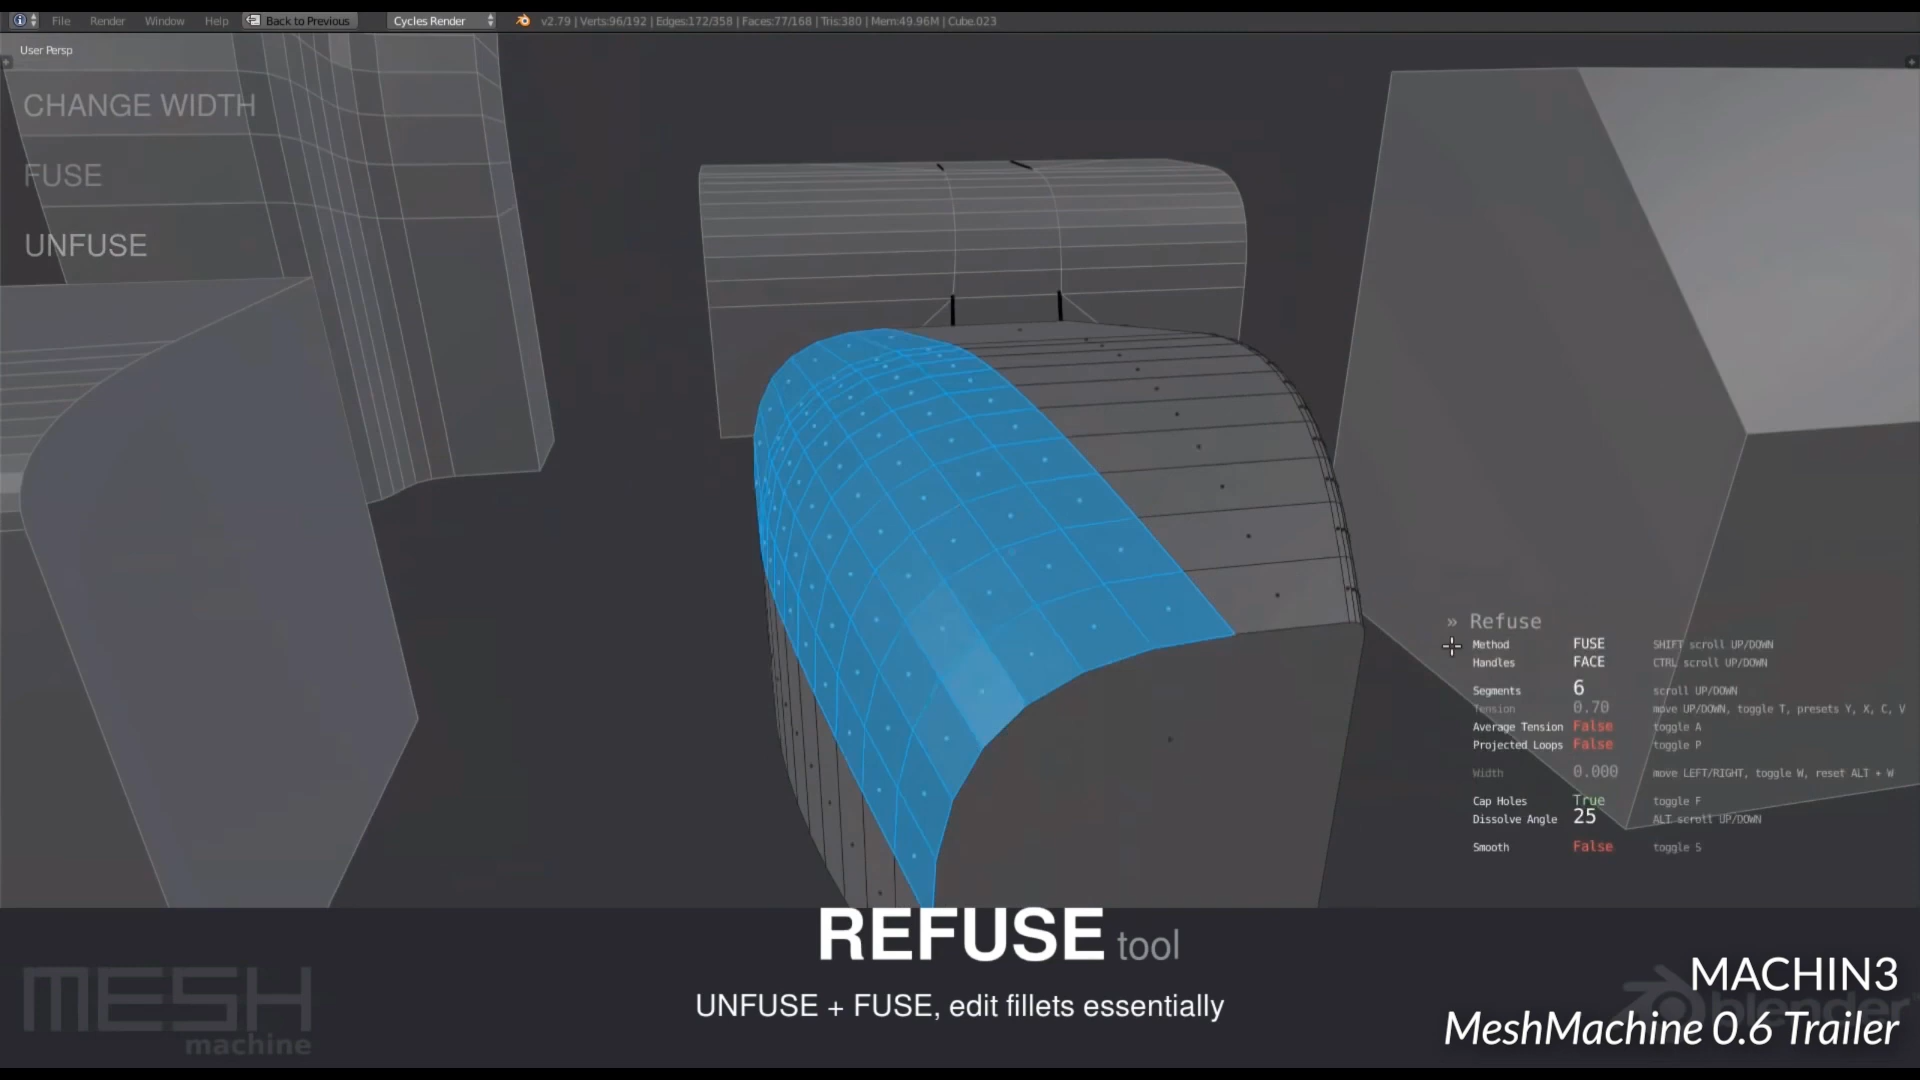 File Render Window Help Back to Previous Cycles Render v2.79 | Verts:96/192 | Edges:172/358 | Faces:77/168 | Tris:380 | Mem:49.96M | Cube.023
User Persp
CHANGE WIDTH
FUSE
UNFUSE
» Refuse
Method FUSE SHIFT scroll UP/DOWN
Handles FACE CTRL scroll UP/DOWN
Segments 6 scroll UP/DOWN
Tension 0.70 move UP/DOWN, toggle T, presets Y, X, C, V
Average Tension False toggle A
Projected Loops False toggle P
Width 0.000 move LEFT/RIGHT, toggle W, reset ALT + W
Cap Holes True toggle F
Dissolve Angle 25 ALT scroll UP/DOWN
Smooth False toggle S
REFUSE tool
UNFUSE + FUSE, edit fillets essentially
MESH
machine
blender
MACHIN3
MeshMachine 0.6 Trailer